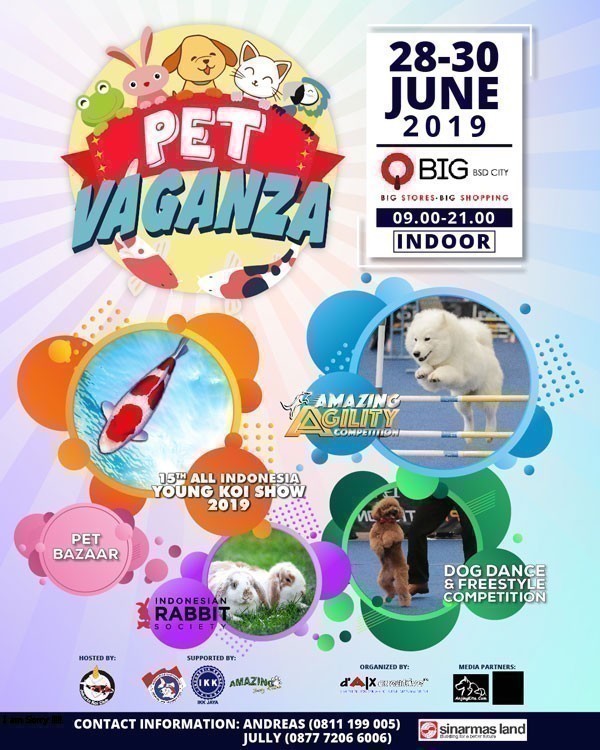 PET
VAGANZA
28-30
JUNE
2019
Q BIG BSD CITY
BIG STORES·BIG SHOPPING
09.00-21.00
INDOOR
AMAZING
AGILITY
COMPETITION
15TH ALL INDONESIA
YOUNG KOI SHOW
2019
PET
BAZAAR
INDONESIAN
RABBIT
SOCIETY
DOG DANCE
& FREESTYLE
COMPETITION
HOSTED BY:
SUPPORTED BY:
IKK
IKK JAYA
AMAZING
ORGANIZED BY:
MEDIA PARTNERS:
CONTACT INFORMATION: ANDREAS (0811 199 005)
JULLY (0877 7206 6006)
sinarmas land